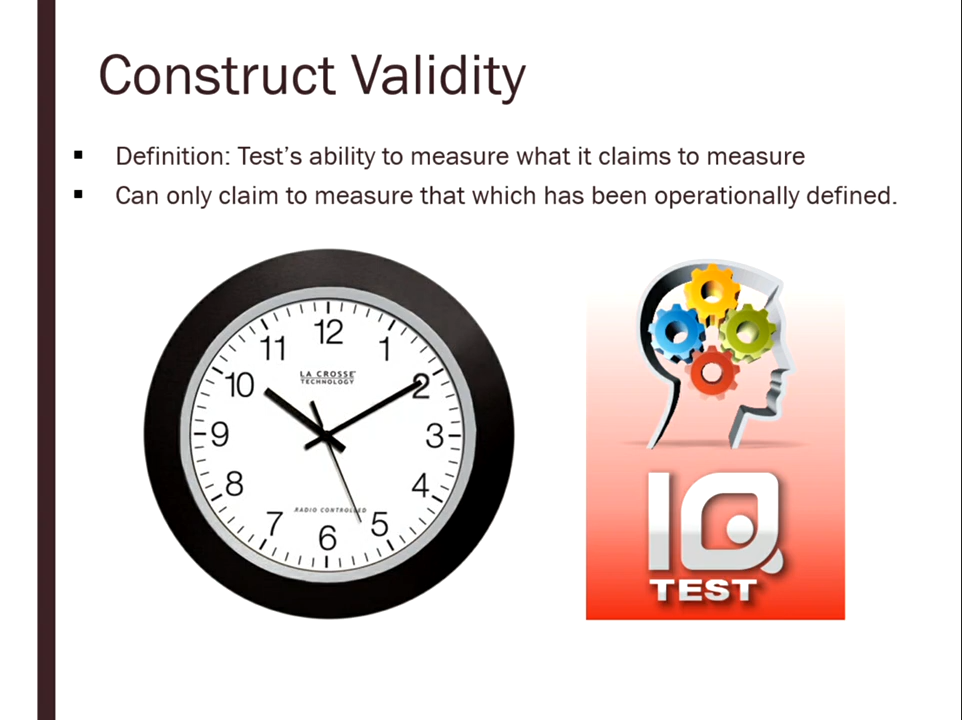 Construct Validity
Definition: Test's ability to measure what it claims to measure
Can only claim to measure that which has been operationally defined.
12
11
1
LA CROSSE
TECHNOLOGY
10
2
9
3
8
4
RADIO CONTROLLED
7
5
6
IQ
TEST